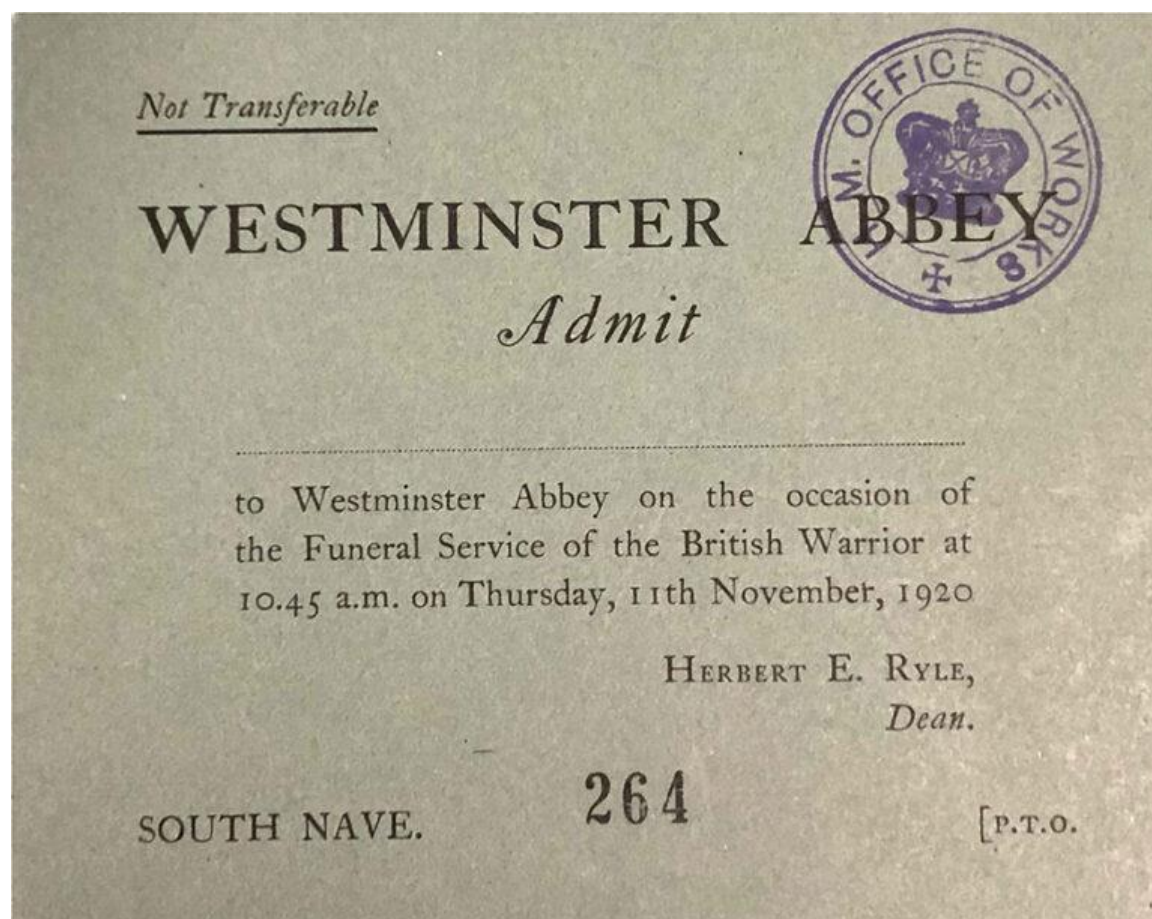 Not Transferable
H.M. OFFICE OF WORKS
WESTMINSTER ABBEY
Admit
to Westminster Abbey on the occasion of
the Funeral Service of the British Warrior at
10.45 a.m. on Thursday, 11th November, 1920
HERBERT E. RYLE,
Dean.
264
SOUTH NAVE.
[P.T.O.